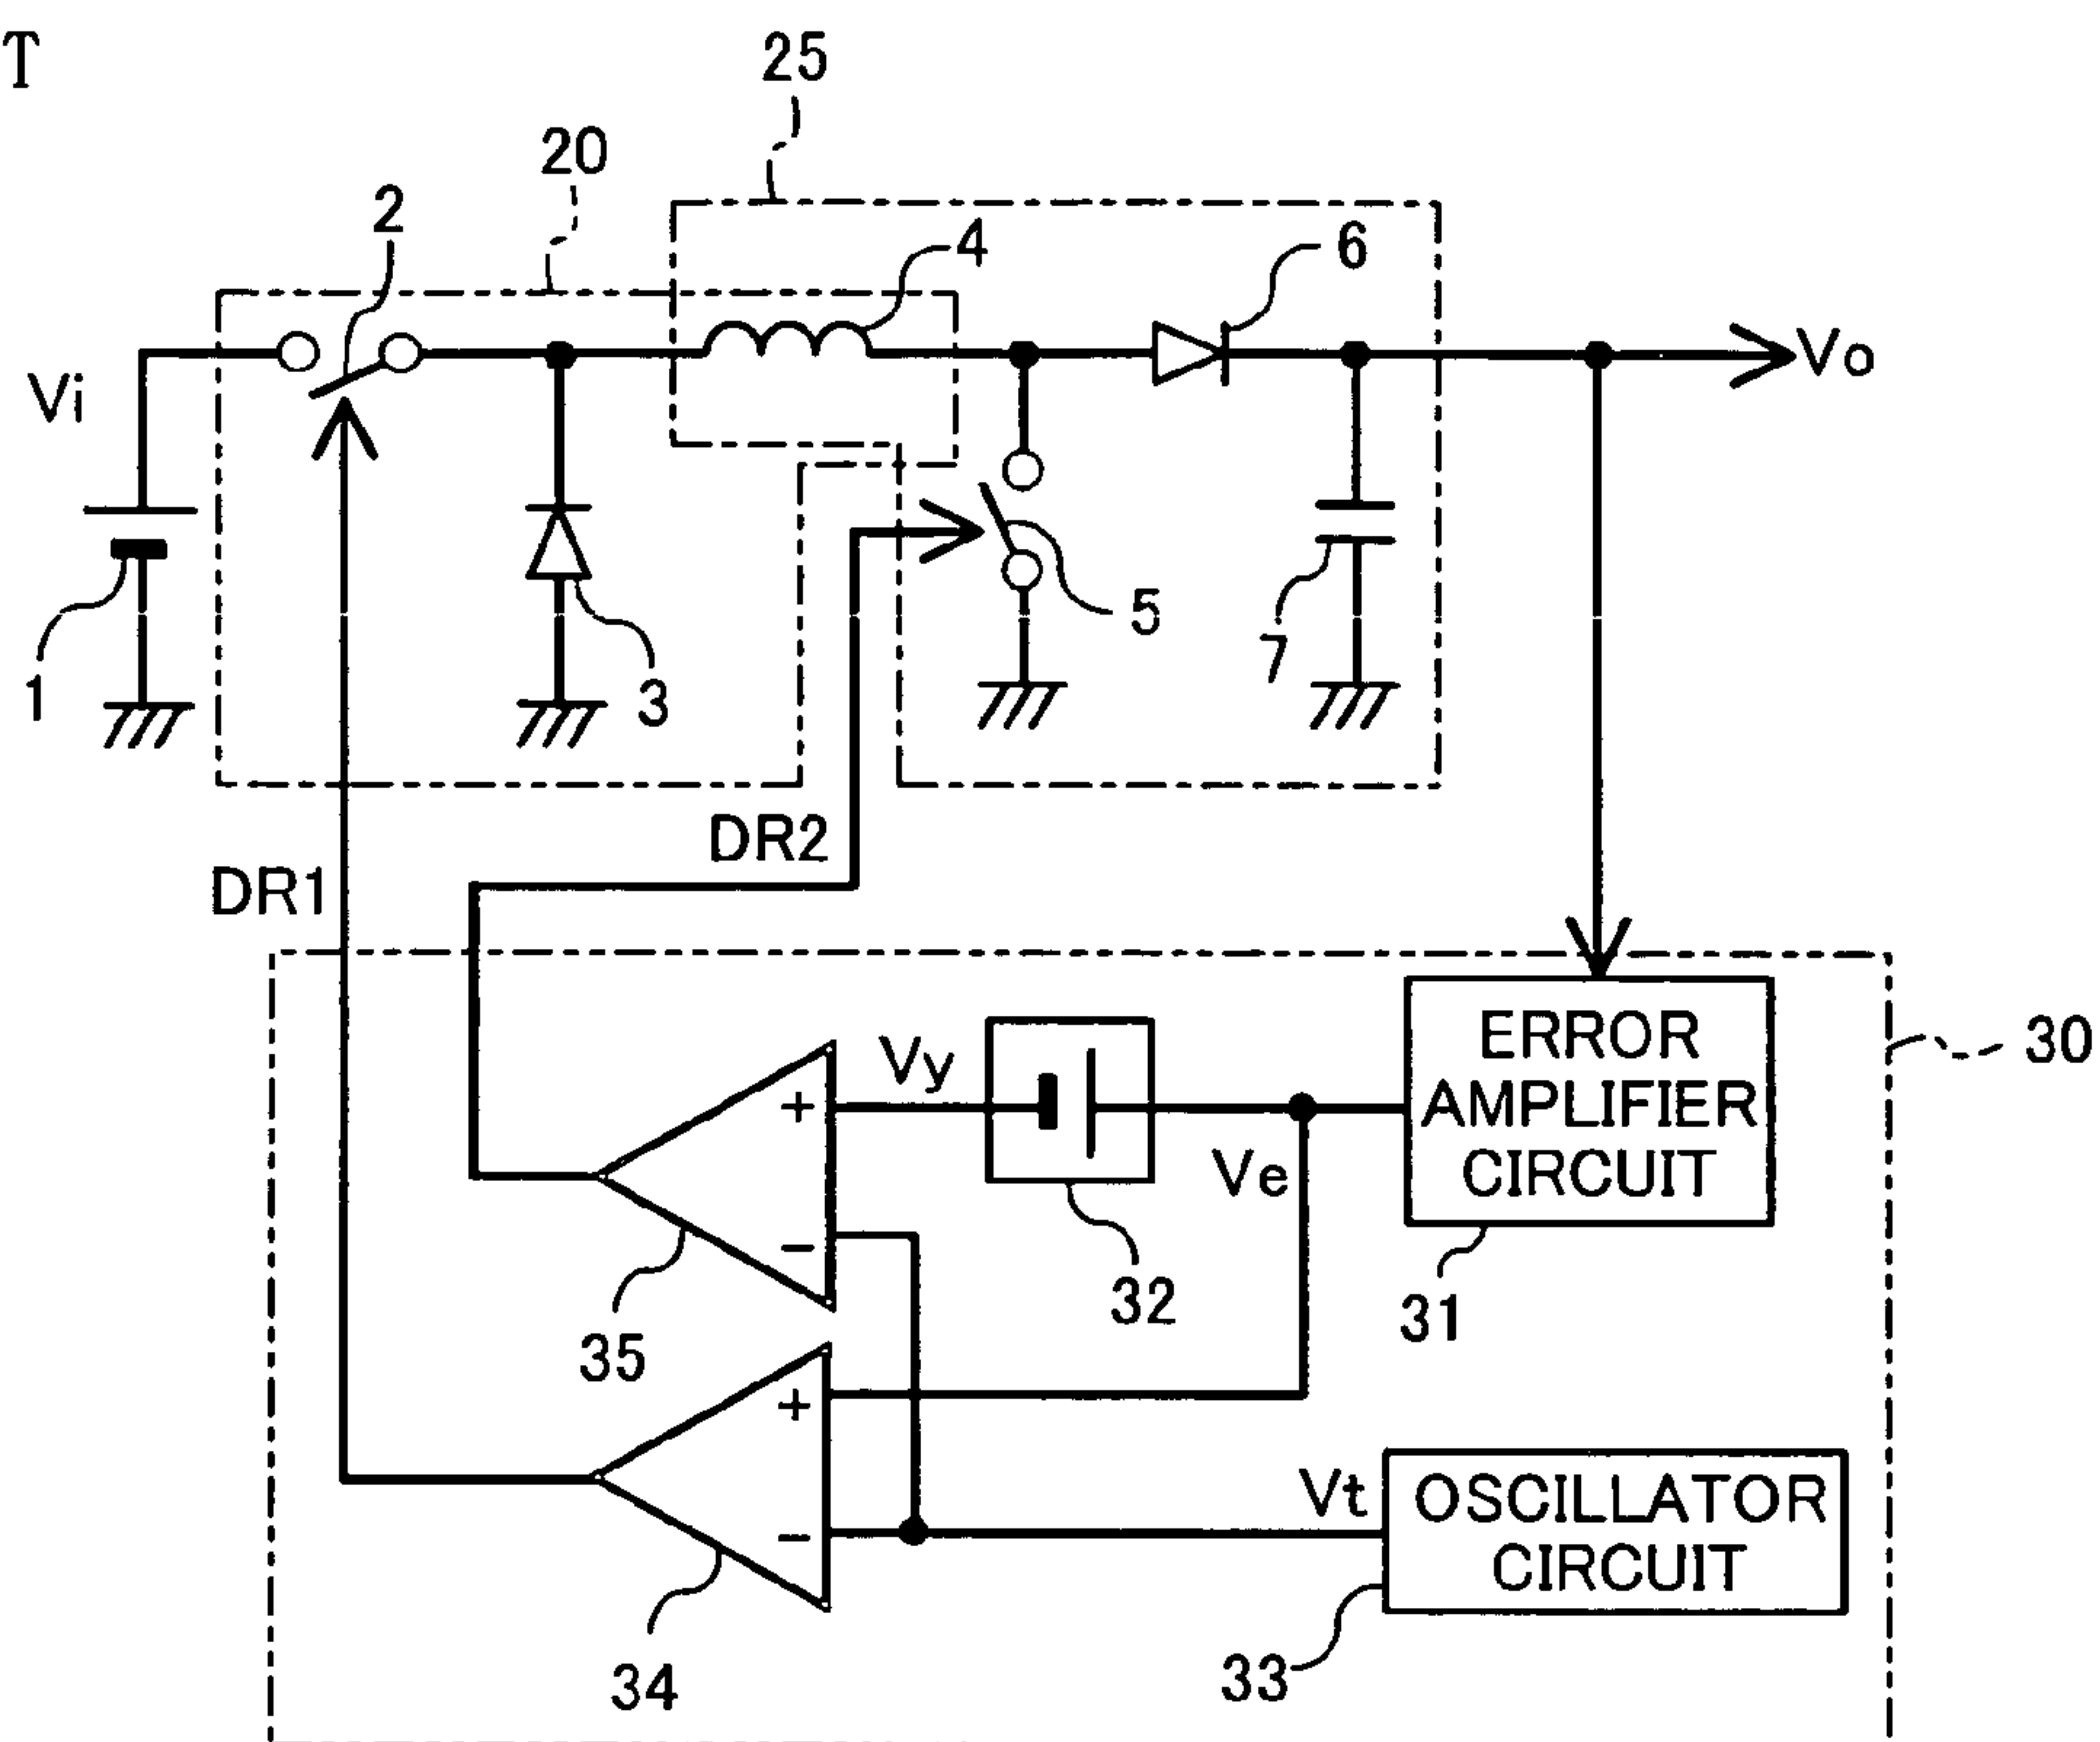 T
25
20
2
4
6
Vi
Vo
1
3
5
7
DR2
DR1
30
ERROR
AMPLIFIER
CIRCUIT
Vy
+
Ve
−
32
31
35
+
Vt
OSCILLATOR
CIRCUIT
−
34
33